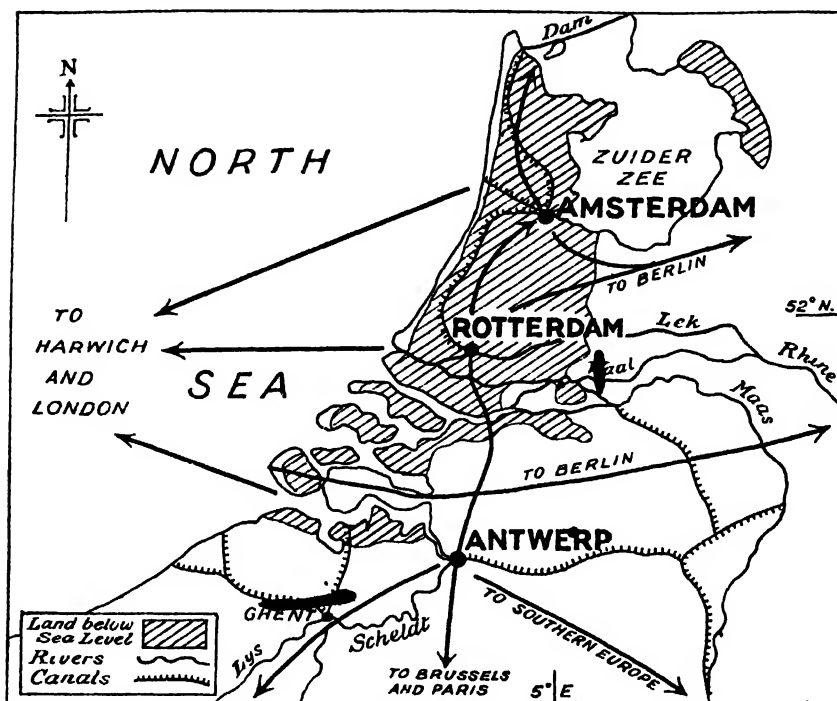 Dam
N
NORTH
ZUIDER
ZEE
AMSTERDAM
TO BERLIN
52° N.
TO
HARWICH
AND
LONDON
ROTTERDAM
Lek
SEA
Waal
Rhine
Maas
TO BERLIN
ANTWERP
GHENT
Scheldt
Lys
TO SOUTHERN EUROPE
TO BRUSSELS
AND PARIS
5° E
Land below
Sea Level
Rivers
Canals